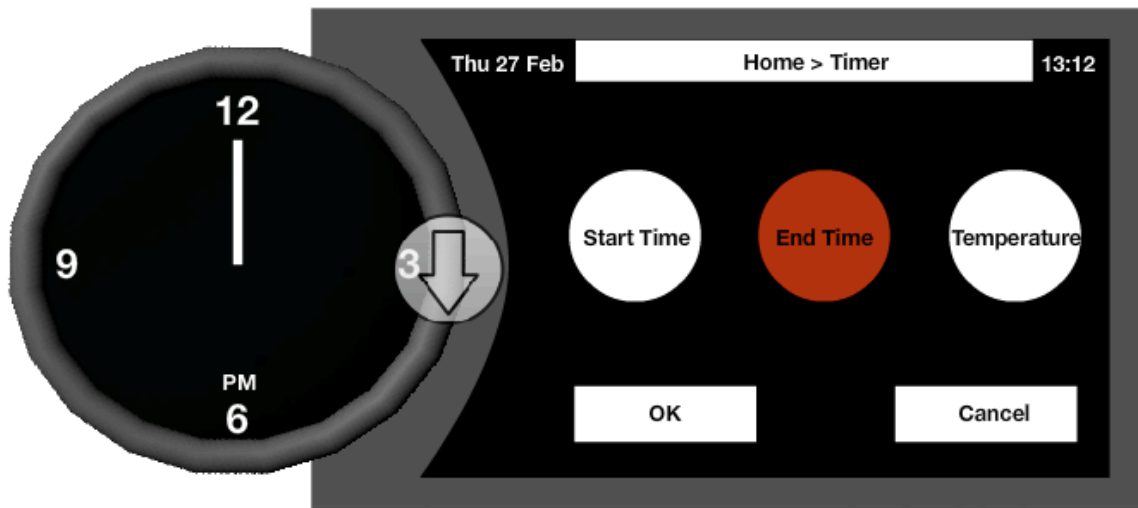 12
9
3
PM
6
Thu 27 Feb
Home > Timer
13:12
Start Time
End Time
Temperature
OK
Cancel